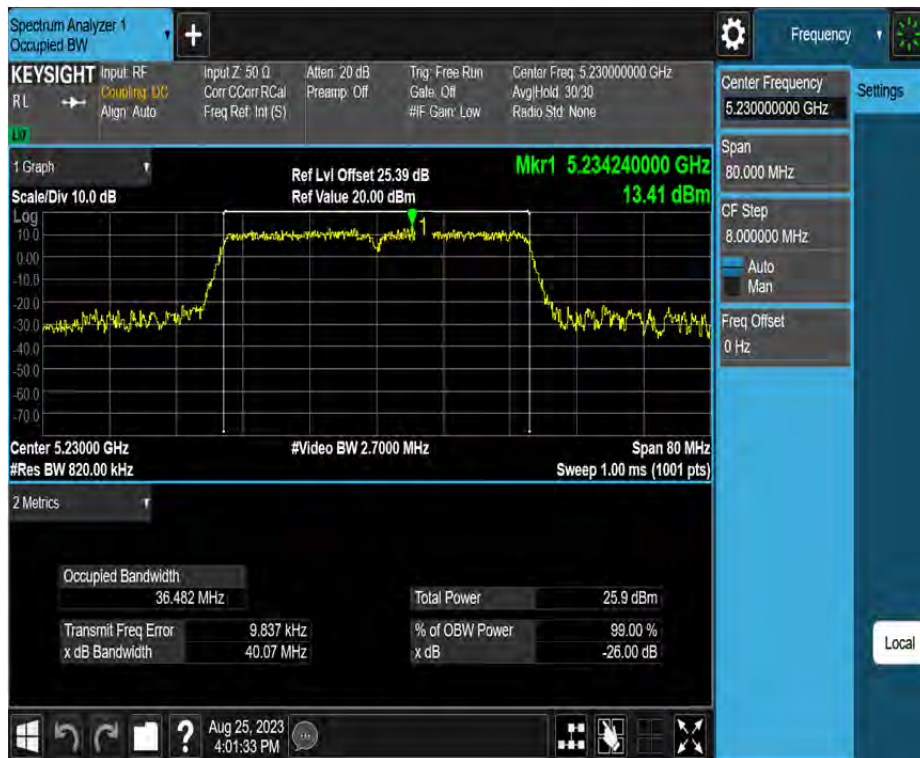 Spectrum Analyzer 1
Occupied BW
+
Frequency
KEYSIGHT
RL
Input: RF
Coupling: DC
Align: Auto
Input Z: 50 Ω
Corr CCorr RCal
Freq Ref: Int (S)
Atten: 20 dB
Preamp: Off
Trig: Free Run
Gate: Off
#IF Gain: Low
Center Freq: 5.230000000 GHz
Avg|Hold: 30/30
Radio Std: None
Center Frequency
5.230000000 GHz
Settings
Span
80.000 MHz
CF Step
8.000000 MHz
Auto
Man
Freq Offset
0 Hz
1 Graph
Scale/Div 10.0 dB
Ref Lvl Offset 25.39 dB
Ref Value 20.00 dBm
Mkr1 5.234240000 GHz
13.41 dBm
Log
10.0
0.00
-10.0
-20.0
-30.0
-40.0
-50.0
-60.0
-70.0
1
Center 5.23000 GHz
#Video BW 2.7000 MHz
Span 80 MHz
#Res BW 820.00 kHz
Sweep 1.00 ms (1001 pts)
2 Metrics
Occupied Bandwidth
36.482 MHz
Total Power 25.9 dBm
Transmit Freq Error 9.837 kHz
% of OBW Power 99.00 %
x dB Bandwidth 40.07 MHz
x dB -26.00 dB
Local
?
Aug 25, 2023
4:01:33 PM